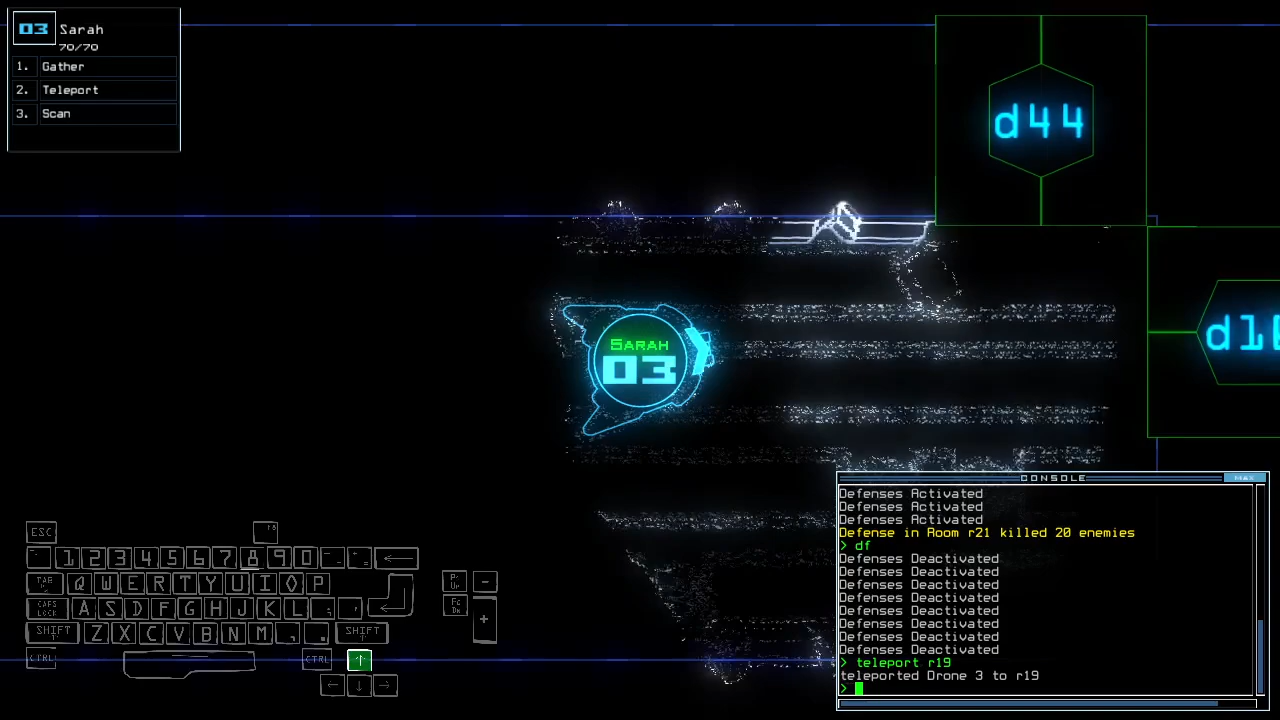 03 Sarah
70/70
1. Gather
2. Teleport
3. Scan
d44
SARAH
03
CONSOLE
MAX
Defenses Activated
Defenses Activated
Defenses Activated
Defense in Room r21 killed 20 enemies
> df
Defenses Deactivated
Defenses Deactivated
Defenses Deactivated
Defenses Deactivated
Defenses Deactivated
Defenses Deactivated
Defenses Deactivated
Defenses Deactivated
> teleport r19
teleported Drone 3 to r19
>
ESC
1 2 3 4 5 6 7 8 9 0 - =
TAB Q W E R T Y U I O P
CAPS LOCK A S D F G H J K L ; '
SHIFT Z X C V B N M , . SHIFT
CTRL CTRL ↑
← ↓ →
- +